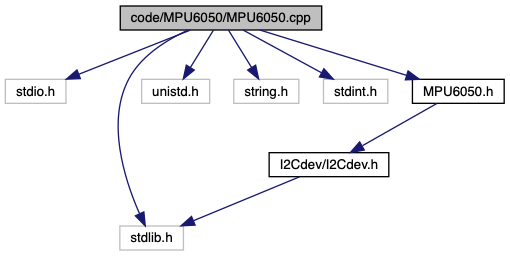 code/MPU6050/MPU6050.cpp
stdio.h
unistd.h
string.h
stdint.h
MPU6050.h
I2Cdev/I2Cdev.h
stdlib.h